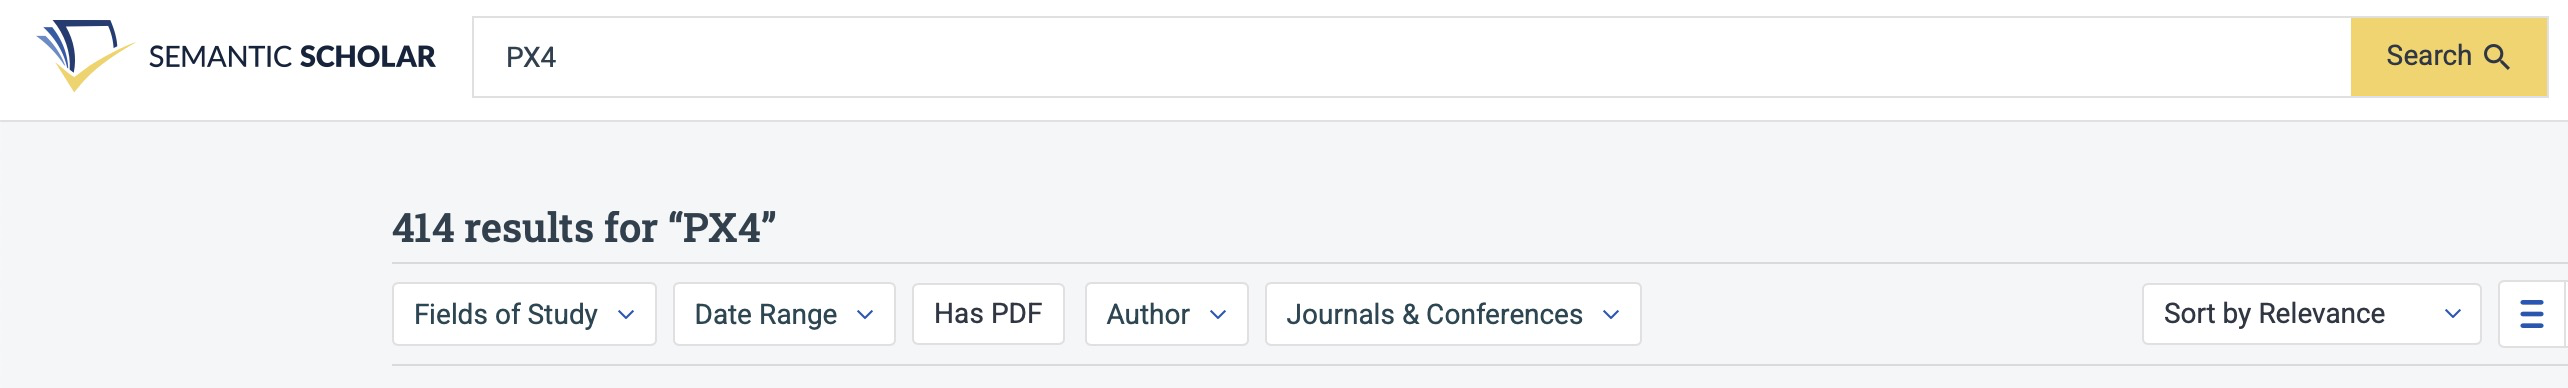 SEMANTIC SCHOLAR
PX4
Search
414 results for “PX4”
Fields of Study
Date Range
Has PDF
Author
Journals & Conferences
Sort by Relevance